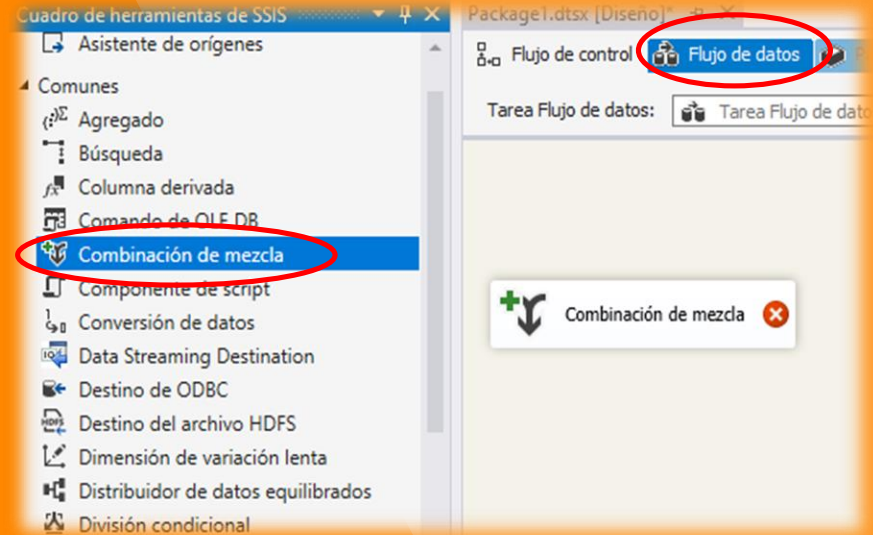 Cuadro de herramientas de SSIS
Asistente de orígenes
Comunes
Agregado
Búsqueda
Columna derivada
Comando de OLE DB
Combinación de mezcla
Componente de script
Conversión de datos
Data Streaming Destination
Destino de ODBC
Destino del archivo HDFS
Dimensión de variación lenta
Distribuidor de datos equilibrados
División condicional
Package1.dtsx [Diseño]*
Flujo de control
Flujo de datos
Tarea Flujo de datos:
Tarea Flujo de dato
Combinación de mezcla